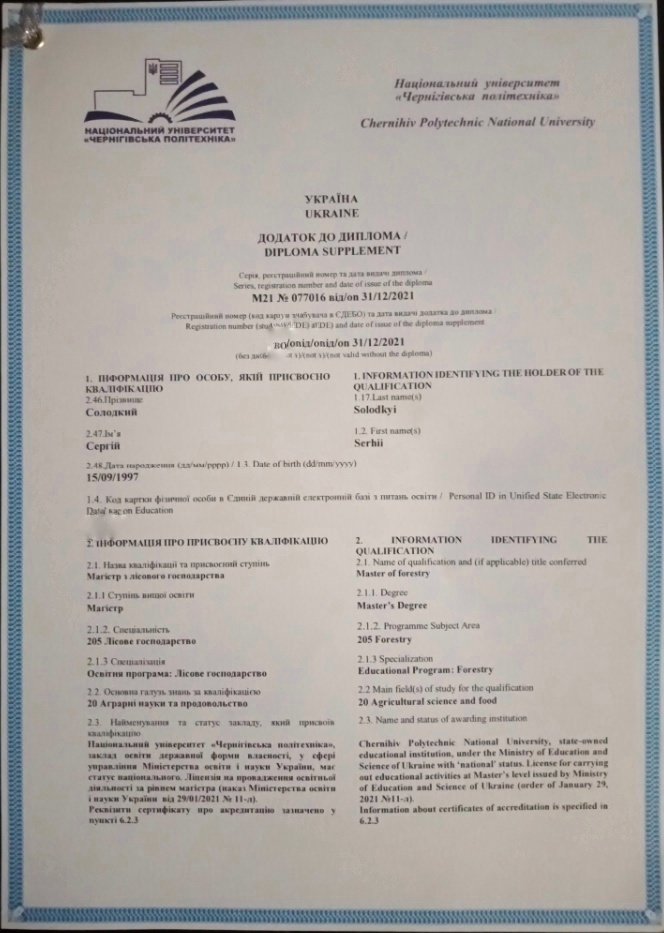 НАЦІОНАЛЬНИЙ УНІВЕРСИТЕТ
«ЧЕРНІГІВСЬКА ПОЛІТЕХНІКА»
Національний університет
«Чернігівська політехніка»
Chernihiv Polytechnic National University
УКРАЇНА
UKRAINE
ДОДАТОК ДО ДИПЛОМА /
DIPLOMA SUPPLEMENT
Серія, реєстраційний номер та дата видачі диплома /
Series, registration number and date of issue of the diploma
М21 № 077016 від/on 31/12/2021
Реєстраційний номер (код картки здобувача в ЄДЕБО) та дата видачі додатка до диплома /
Registration number and date of issue of the diploma supplement
31/12/2021
(not valid without the diploma)
1. ІНФОРМАЦІЯ ПРО ОСОБУ, ЯКІЙ ПРИСВОЄНО
КВАЛІФІКАЦІЮ
2.46.Прізвище
Солодкий
2.47.Ім'я
Сергій
2.48.Дата народження (дд/мм/рррр) / 1.3. Date of birth (dd/mm/yyyy)
15/09/1997
1. INFORMATION IDENTIFYING THE HOLDER OF THE
QUALIFICATION
1.17.Last name(s)
Solodkyi
1.2. First name(s)
Serhii
1.4. Код картки фізичної особи в Єдиній державній електронній базі з питань освіти / Personal ID in Unified State Electronic
on Education
2. ІНФОРМАЦІЯ ПРО ПРИСВОЄНУ КВАЛІФІКАЦІЮ
2.1. Назва кваліфікації та присвоєний ступінь
Магістр з лісового господарства
2.1.1 Ступінь вищої освіти
Магістр
2.1.2. Спеціальність
205 Лісове господарство
2.1.3 Спеціалізація
Освітня програма: Лісове господарство
2.2. Основна галузь знань за кваліфікацією
20 Аграрні науки та продовольство
2.3. Найменування та статус закладу, який присвоїв
кваліфікацію
Національний університет «Чернігівська політехніка»,
заклад освіти державної форми власності, у сфері
управління Міністерства освіти і науки України, має
статус національного. Ліцензія на провадження освітньої
діяльності за рівнем магістра (наказ Міністерства освіти
і науки України від 29/01/2021 № 11-л).
Реквізити сертифікату про акредитацію зазначено у
пункті 6.2.3
2. INFORMATION IDENTIFYING THE
QUALIFICATION
2.1. Name of qualification and (if applicable) title conferred
Master of forestry
2.1.1. Degree
Master's Degree
2.1.2. Programme Subject Area
205 Forestry
2.1.3 Specialization
Educational Program: Forestry
2.2 Main field(s) of study for the qualification
20 Agricultural science and food
2.3. Name and status of awarding institution
Chernihiv Polytechnic National University, state-owned
educational institution, under the Ministry of Education and
Science of Ukraine with 'national' status. License for carrying
out educational activities at Master's level issued by Ministry
of Education and Science of Ukraine (order of January 29,
2021 №11-л).
Information about certificates of accreditation is specified in
6.2.3